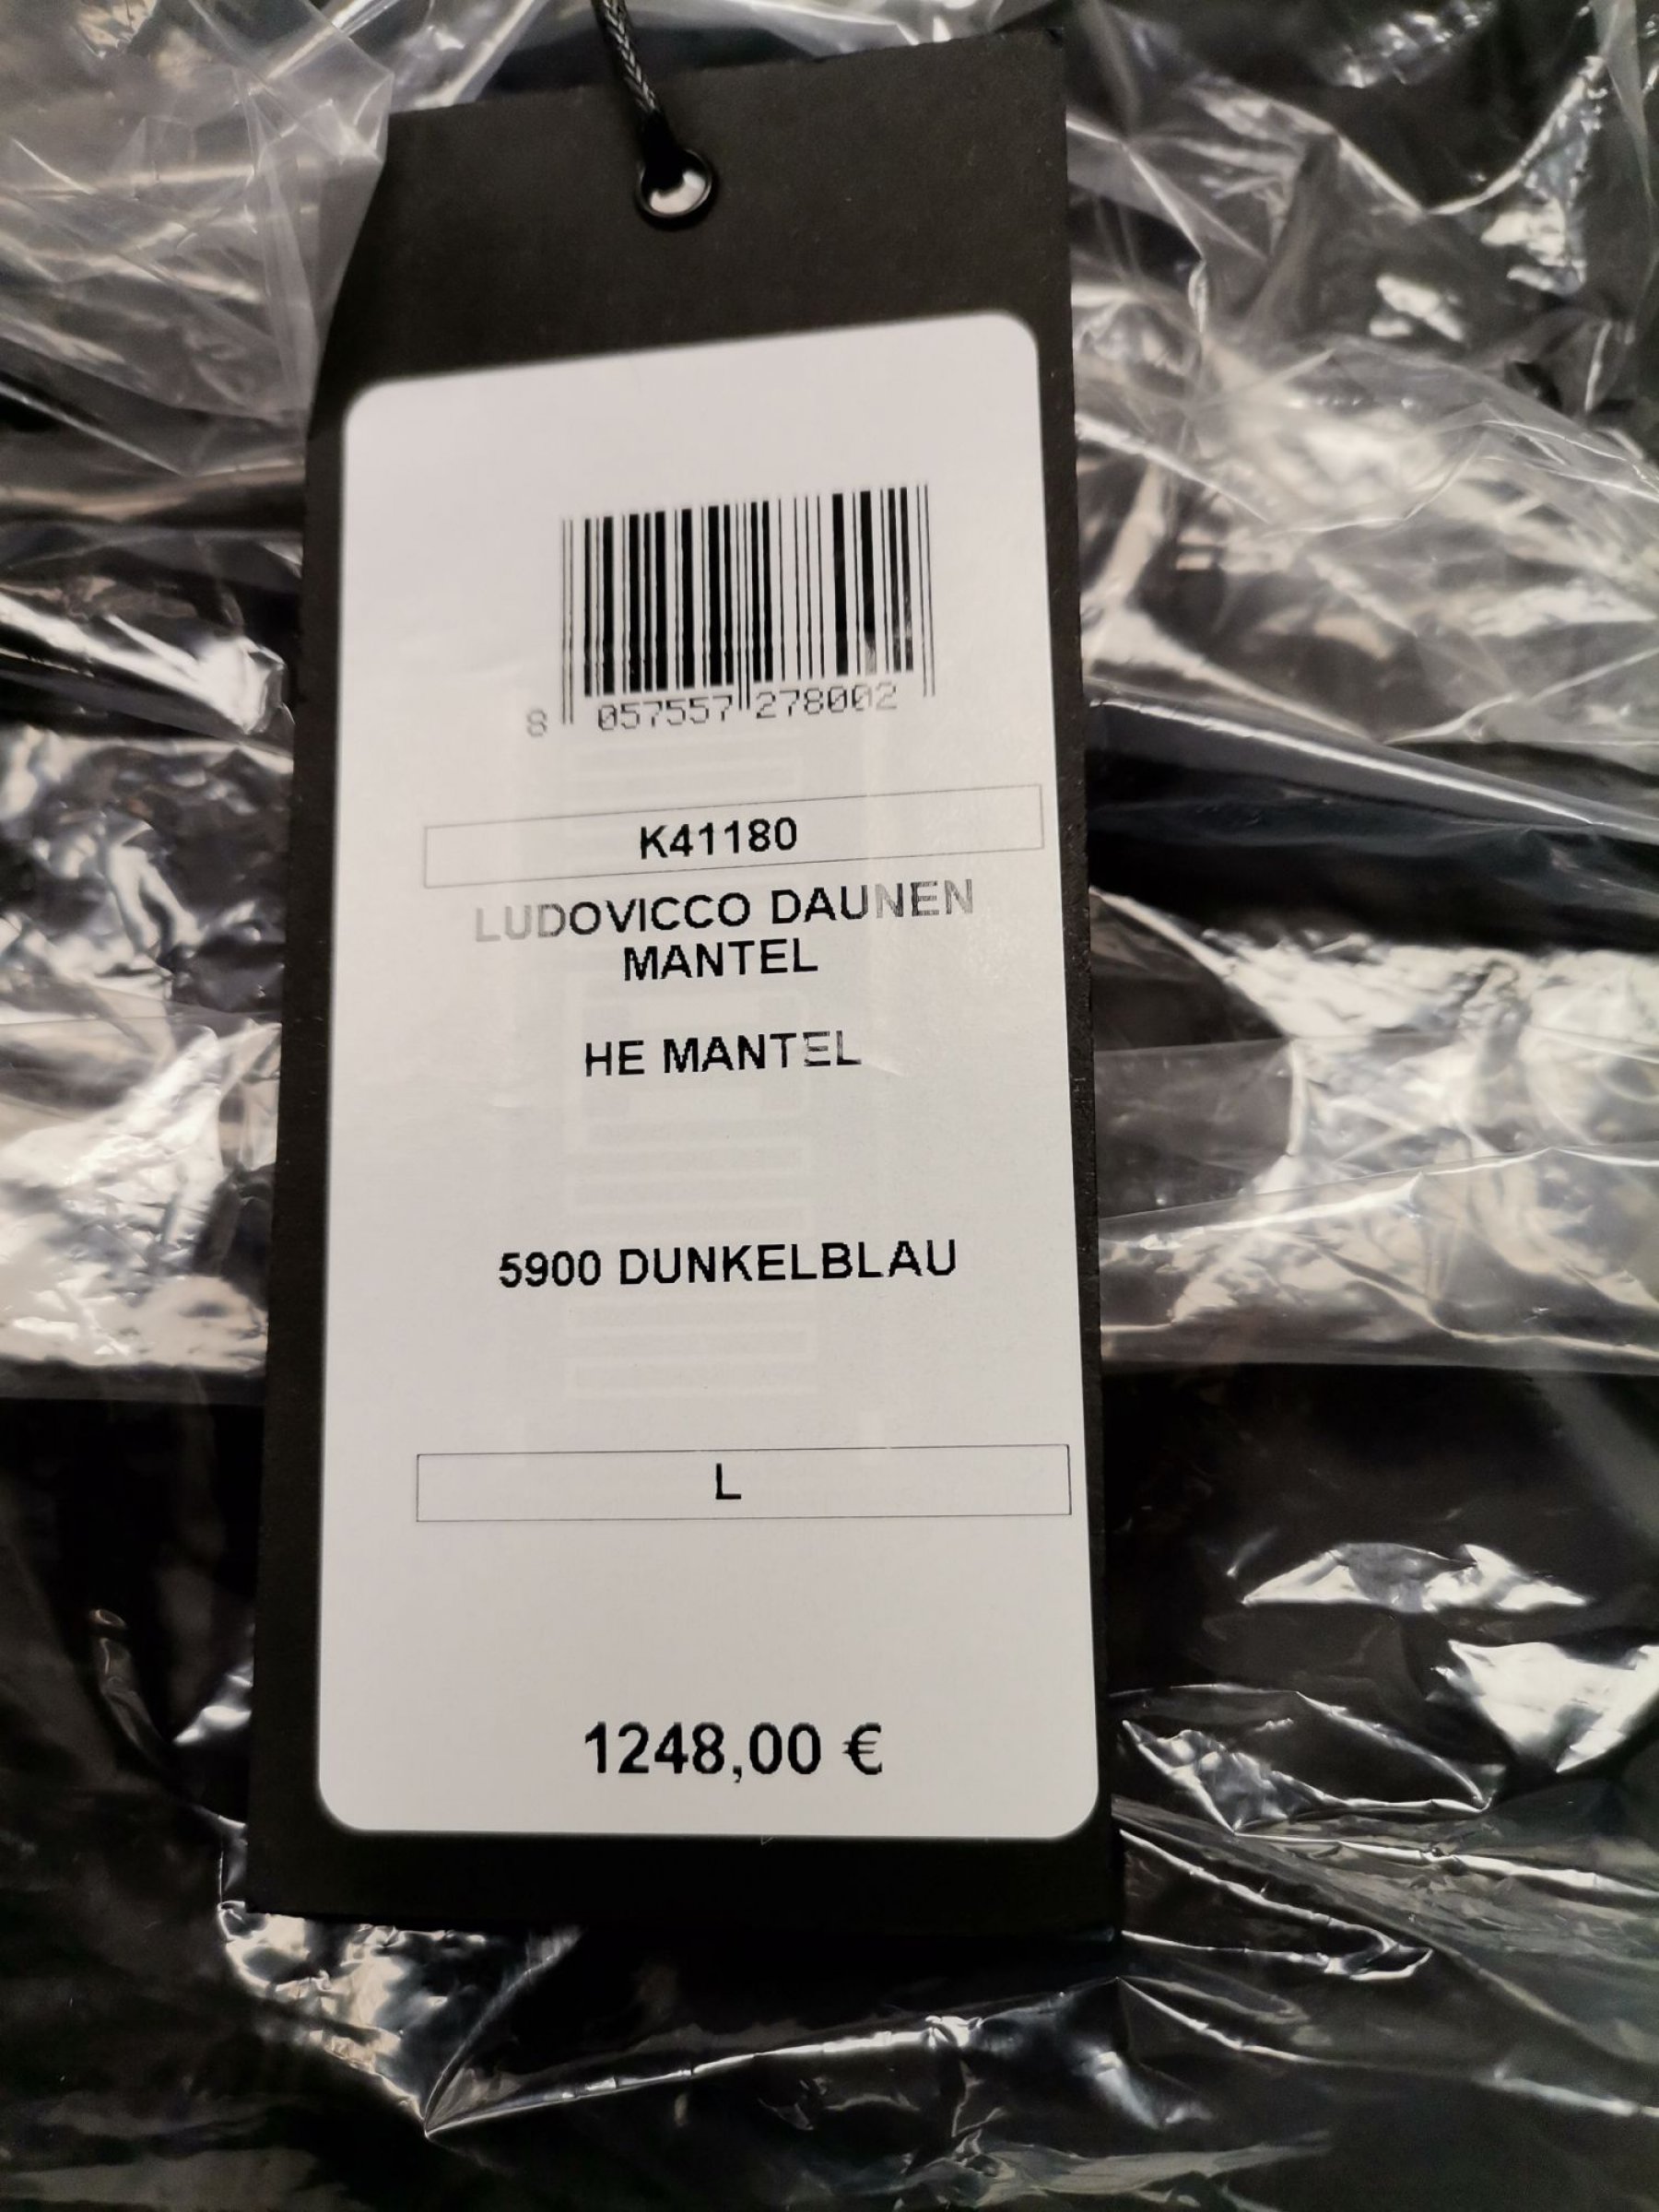 8 057557 278002
K41180
LUDOVICCO DAUNEN
MANTEL
HE MANTEL
5900 DUNKELBLAU
L
1248,00 €